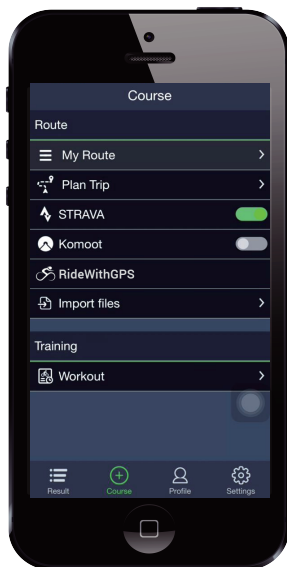 Course
Route
My Route
Plan Trip
STRAVA
Komoot
RideWithGPS
Import files
Training
Workout
Result Course Profile Settings